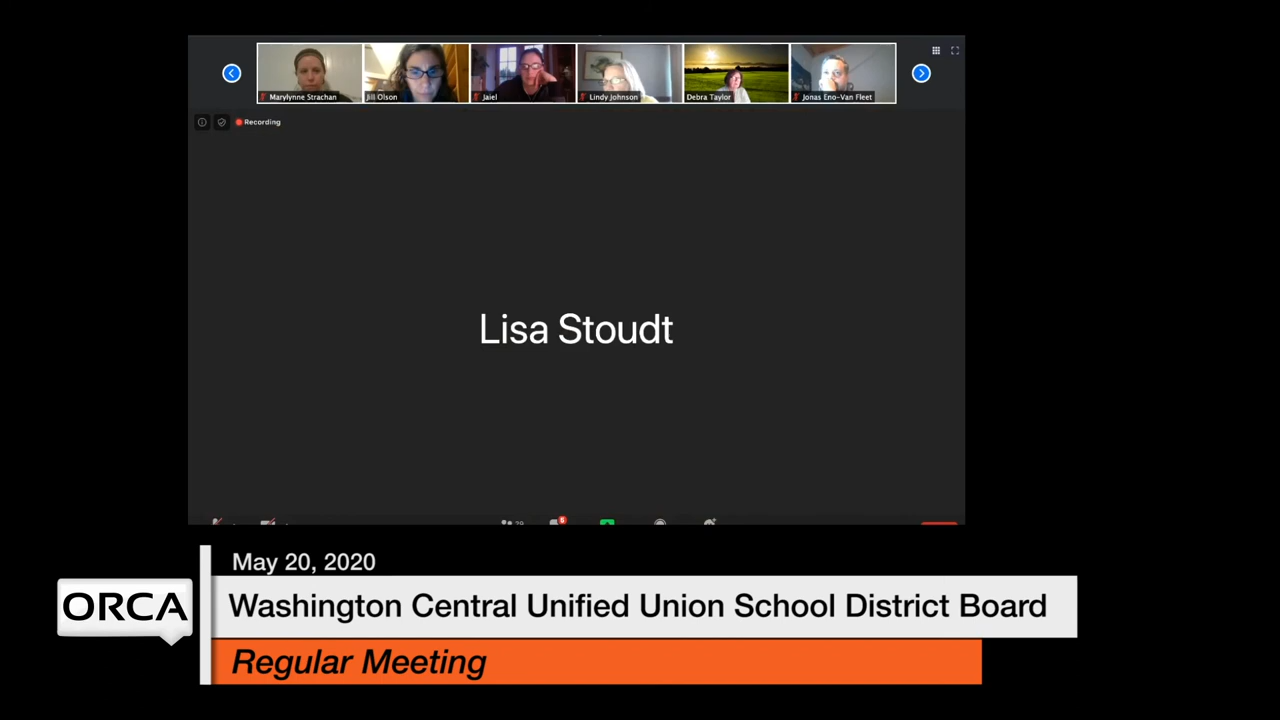 Marylynne Strachan
Jill Olson
Jaiel
Lindy Johnson
Debra Taylor
Jonas Eno-Van Fleet
Recording
Lisa Stoudt
May 20, 2020
ORCA
Washington Central Unified Union School District Board
Regular Meeting